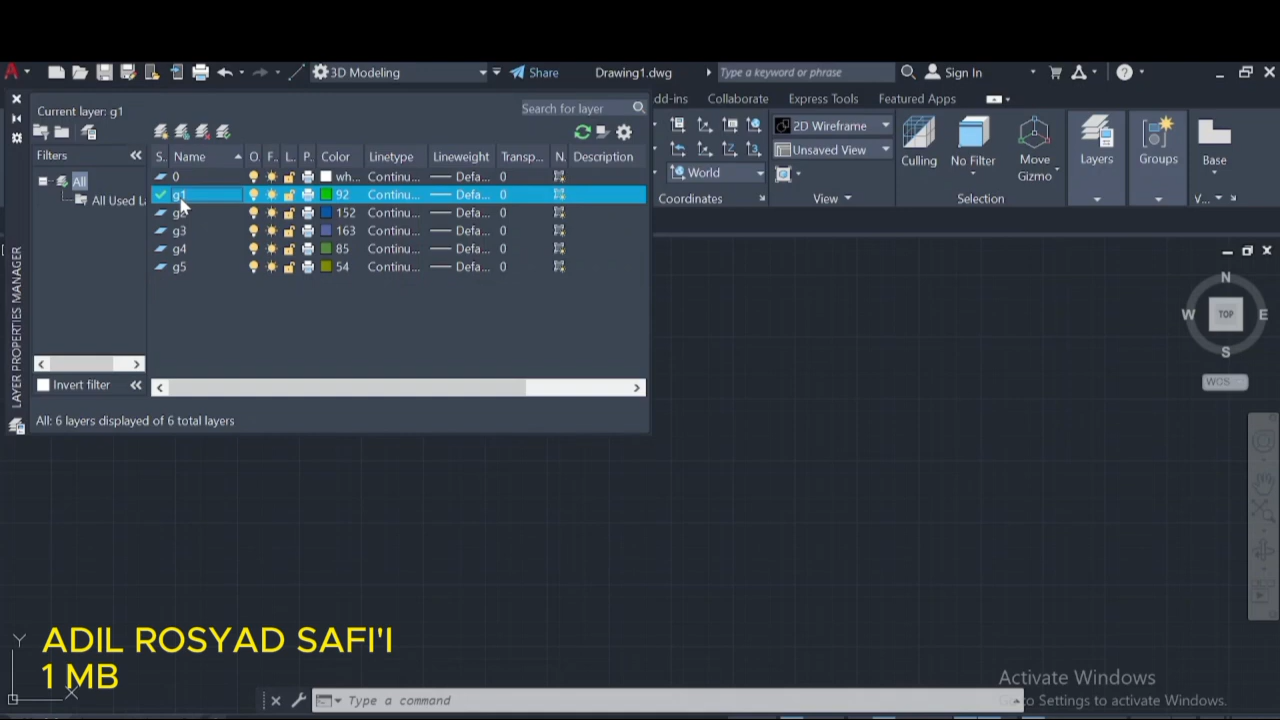 3D Modeling
Share
Drawing1.dwg
Type a keyword or phrase
Sign In
Current layer: g1
Search for layer
dd-ins
Collaborate
Express Tools
Featured Apps
Filters
S.. Name O. F.. L.. P. Color Linetype Lineweight Transp... N. Description
All
All Used La
0 wh... Continu... Defa... 0
g1 92 Continu... Defa... 0
152 Continu... Defa... 0
g3 163 Continu... Defa... 0
g4 85 Continu... Defa... 0
g5 54 Continu... Defa... 0
Invert filter
All: 6 layers displayed of 6 total layers
LAYER PROPERTIES MANAGER
2D Wireframe
Unsaved View
World
Coordinates
View
Culling
No Filter
Move
Gizmo
Selection
Layers
Groups
Base
V...
N
W
TOP
E
S
WCS
Y
X
ADIL ROSYAD SAFI'I
1 MB
Type a command
Activate Windows
Go to Settings to activate Windows.